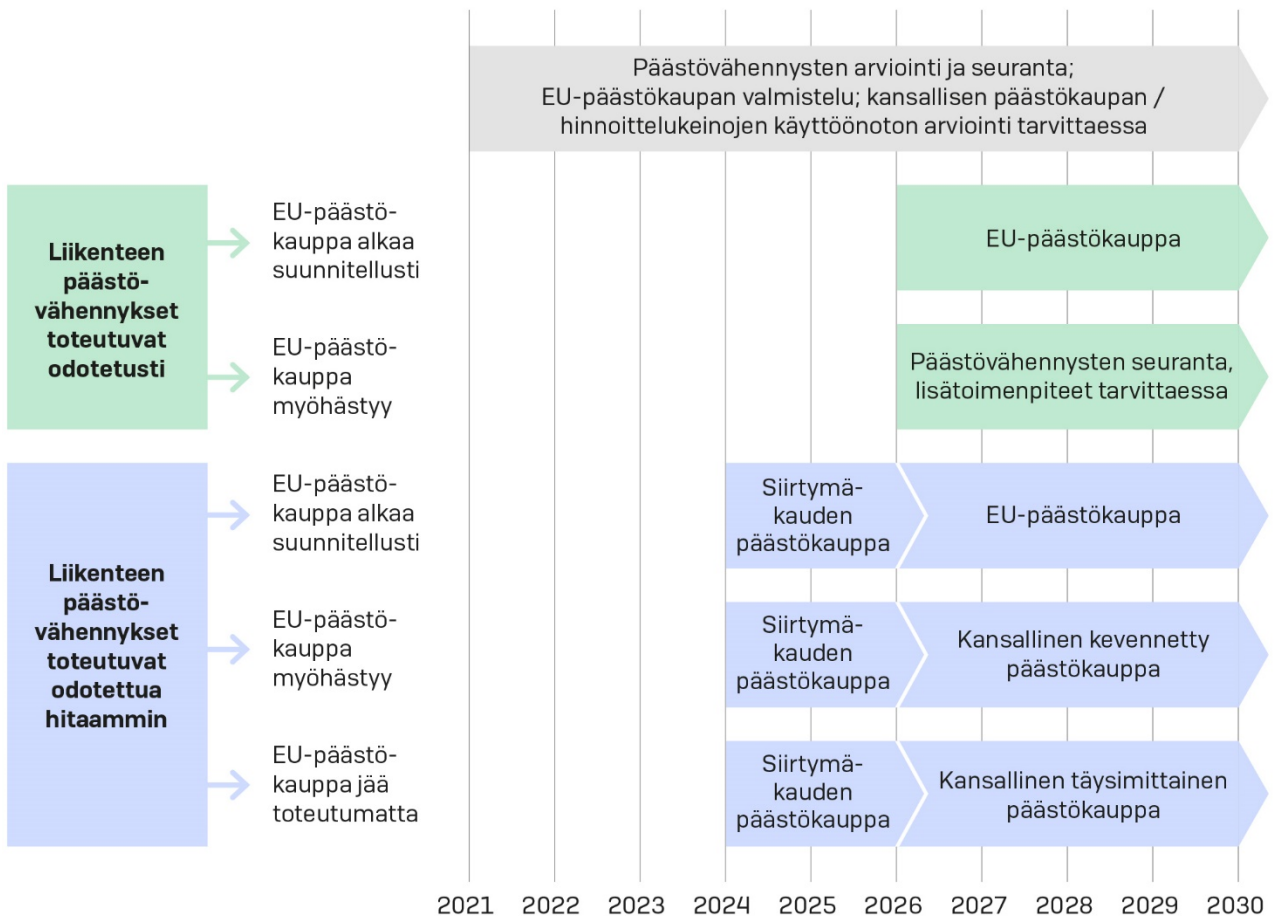 Päästövähennysten arviointi ja seuranta;
EU-päästökaupan valmistelu; kansallisen päästökaupan /
hinnoittelukeinojen käyttöönoton arviointi tarvittaessa
Liikenteen
päästö-
vähennykset
toteutuvat
odotetusti
EU-päästö-
kauppa alkaa
suunnitellusti
EU-päästökauppa
EU-päästö-
kauppa
myöhästyy
Päästövähennysten seuranta,
lisätoimenpiteet tarvittaessa
Liikenteen
päästö-
vähennykset
toteutuvat
odotettua
hitaammin
EU-päästö-
kauppa alkaa
suunnitellusti
Siirtymä-
kauden
päästökauppa
EU-päästökauppa
EU-päästö-
kauppa
myöhästyy
Siirtymä-
kauden
päästökauppa
Kansallinen kevennetty
päästökauppa
EU-päästö-
kauppa jää
toteutumatta
Siirtymä-
kauden
päästökauppa
Kansallinen täysimittainen
päästökauppa
2021 2022 2023 2024 2025 2026 2027 2028 2029 2030